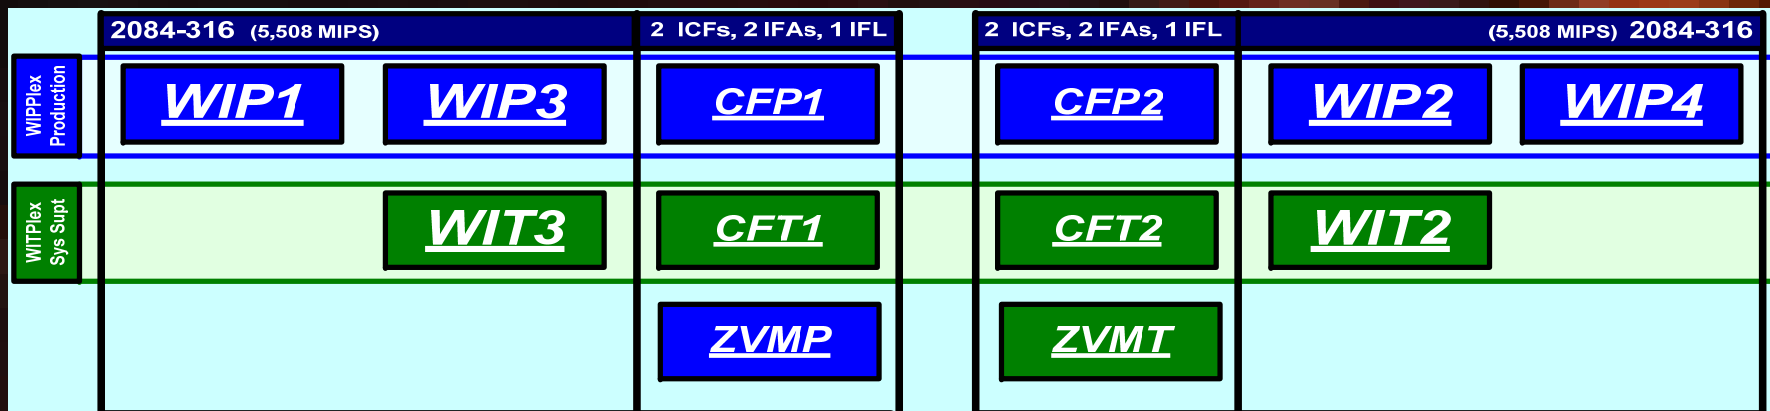 2084-316 (5,508 MIPS)
2 ICFs, 2 IFAs, 1 IFL
2 ICFs, 2 IFAs, 1 IFL
(5,508 MIPS) 2084-316
WIPPlex
Production
WIP1
WIP3
CFP1
CFP2
WIP2
WIP4
WITPlex
Sys Supt
WIT3
CFT1
CFT2
WIT2
ZVMP
ZVMT